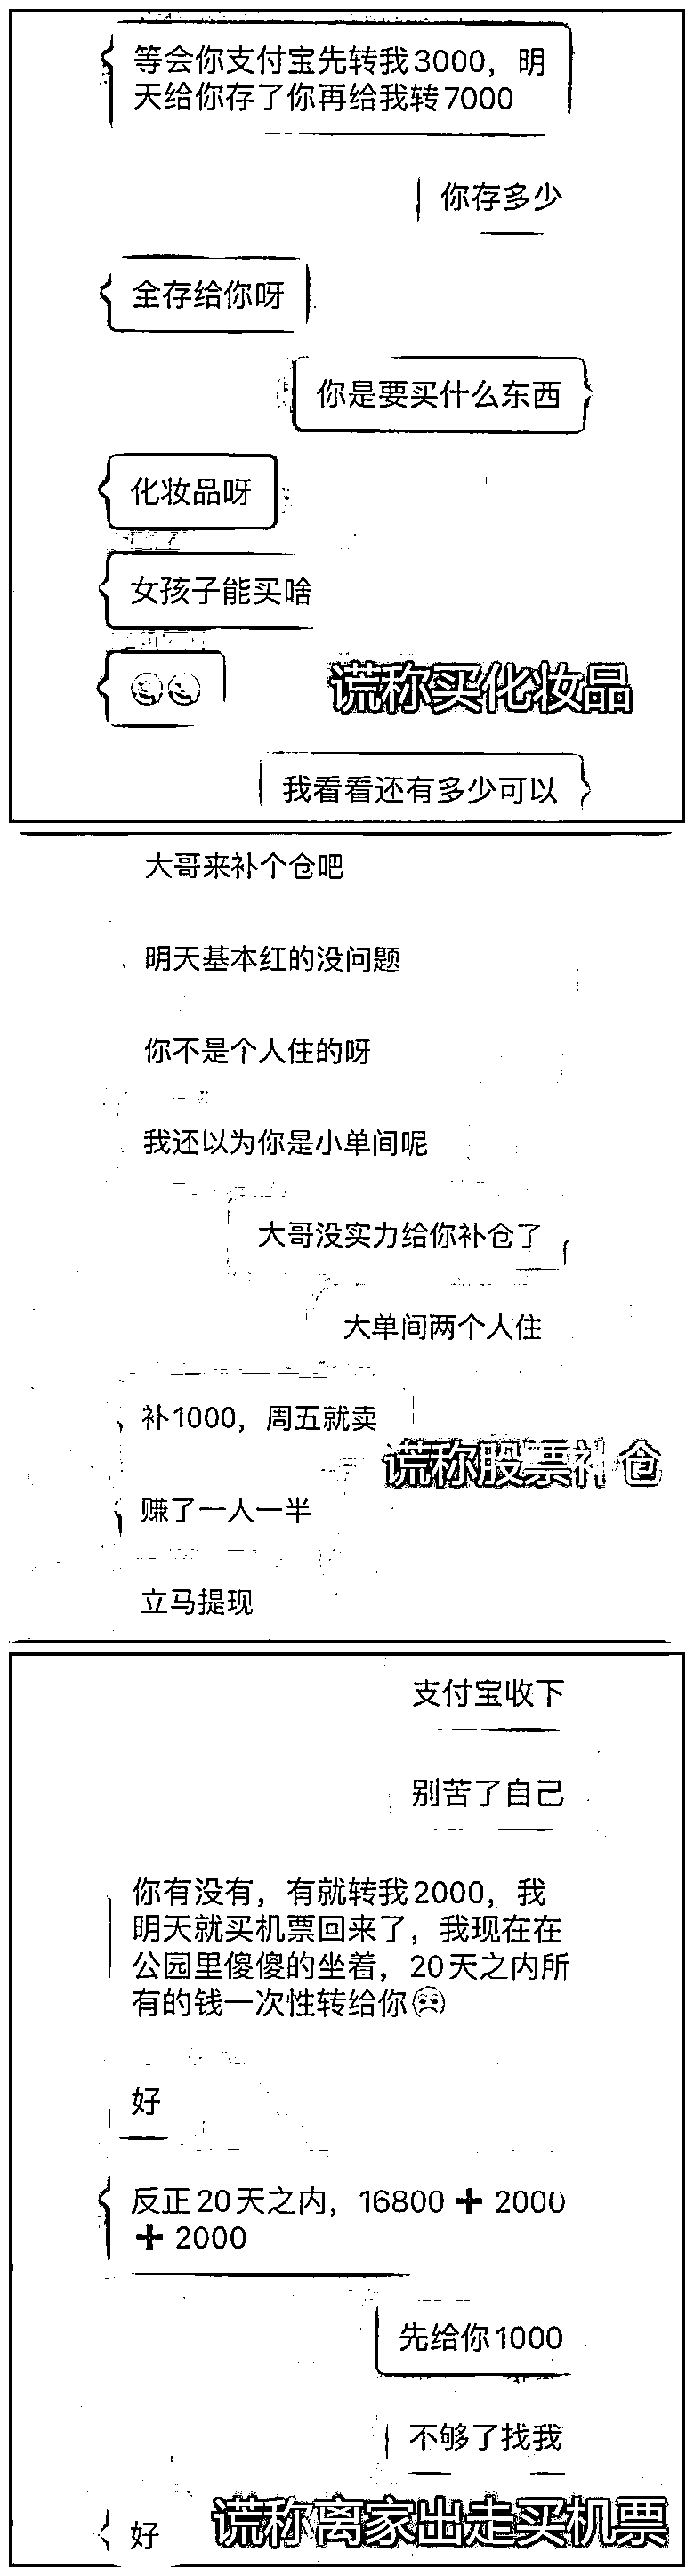 等会你支付宝先转我3000，明
天给你存了你再给我转7000
你存多少
全存给你呀
你是要买什么东西
化妆品呀
女孩子能买啥
谎称买化妆品
我看看还有多少可以
大哥来补个仓吧
明天基本红的没问题
你不是个人住的呀
我还以为你是小单间呢
大哥没实力给你补仓了
大单间两个人住
补1000，周五就卖
谎称股票补仓
赚了一人一半
立马提现
支付宝收下
别苦了自己
你有没有，有就转我2000，我
明天就买机票回来了，我现在在
公园里傻傻的坐着，20天之内所
有的钱一次性转给你
好
反正20天之内，16800➕2000
➕2000
先给你1000
不够了找我
谎称离家出走买机票
好